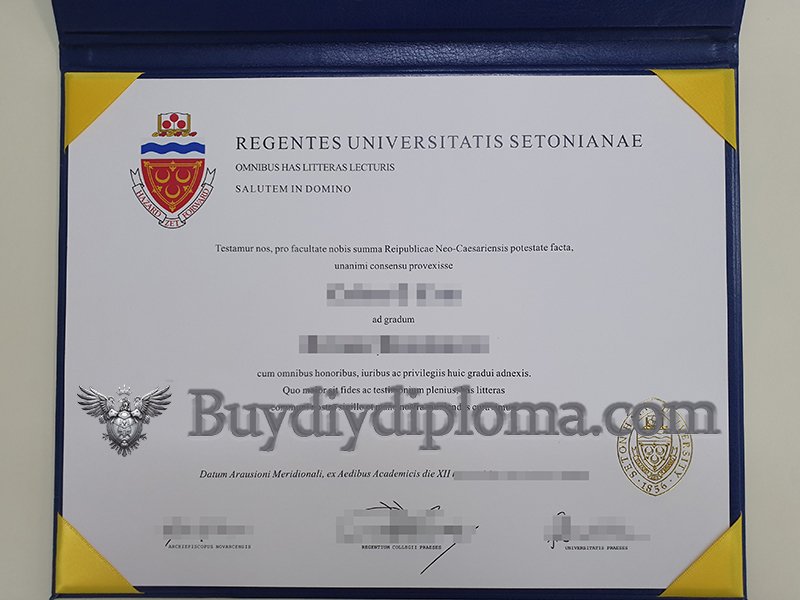 REGENTES UNIVERSITATIS SETONIANAE
OMNIBUS HAS LITTERAS LECTURIS
SALUTEM IN DOMINO
HAZARD ZET FORWARD
Testamur nos, pro facultate nobis summa Reipublicae Neo-Caesariensis potestate facta,
unanimi consensu provexisse
ad gradum
cum omnibus honoribus, iuribus ac privilegiis huic gradui adnexis.
Quo maior sit fides ac testimonium plenius, his litteras
Buydiydiploma.com
Datum Arausioni Meridionali, ex Aedibus Academicis die XII
1856
ARCHIEPISCOPUS NOVARCENSIS
REGENTIUM COLLEGII PRAESES
UNIVERSITATIS PRAESES